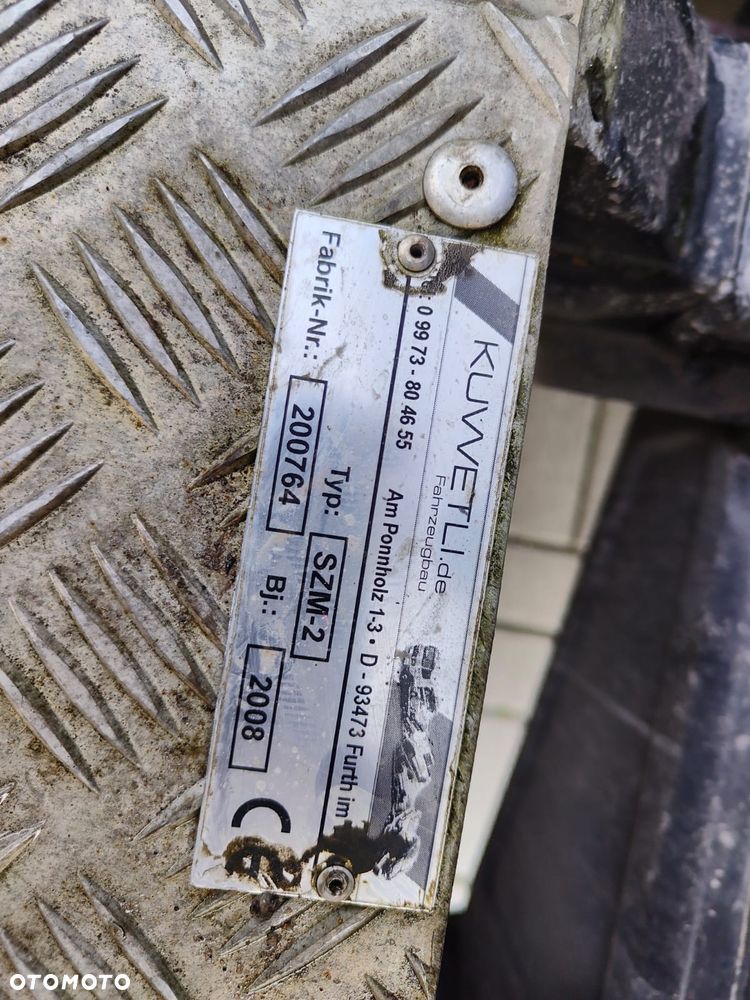 KUWETLI.de
Fahrzeugbau
: 0 99 73 - 80 46 55 Am Ponnholz 1-3 • D - 93473 Furth im
Typ: SZM-2
Fabrik-Nr.: 200764 Bj.: 2008 CE
OTOMOTO